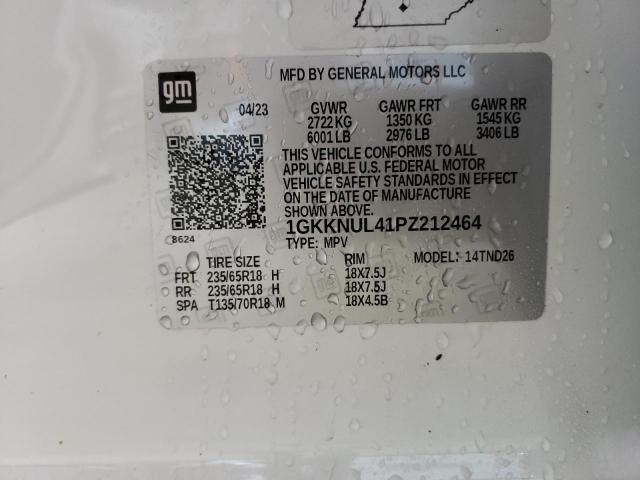 gm
MFD BY GENERAL MOTORS LLC
04/23 GVWR GAWR FRT GAWR RR
2722 KG 1350 KG 1545 KG
6001 LB 2976 LB 3406 LB
THIS VEHICLE CONFORMS TO ALL
APPLICABLE U.S. FEDERAL MOTOR
VEHICLE SAFETY STANDARDS IN EFFECT
ON THE DATE OF MANUFACTURE
SHOWN ABOVE.
1GKKNUL41PZ212464
8624
TYPE: MPV MODEL: 14TND26
TIRE SIZE RIM
FRT 235/65R18 H 18X7.5J
RR 235/65R18 H 18X7.5J
SPA T135/70R18 M 18X4.5B